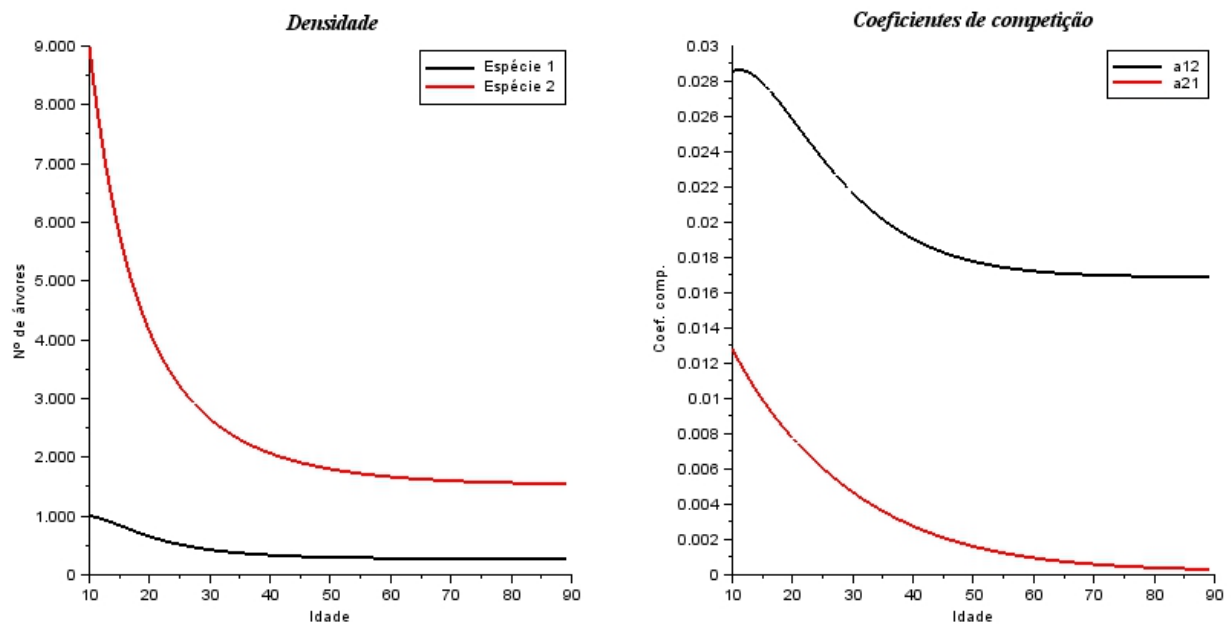 Densidade
9.000
8.000
7.000
6.000
5.000
4.000
3.000
2.000
1.000
0
Nº de árvores
10 20 30 40 50 60 70 80 90
Idade
Espécie 1
Espécie 2
Coeficientes de competição
0.03
0.028
0.026
0.024
0.022
0.02
0.018
0.016
0.014
0.012
0.01
0.008
0.006
0.004
0.002
0
Coef. comp.
10 20 30 40 50 60 70 80 90
Idade
a12
a21